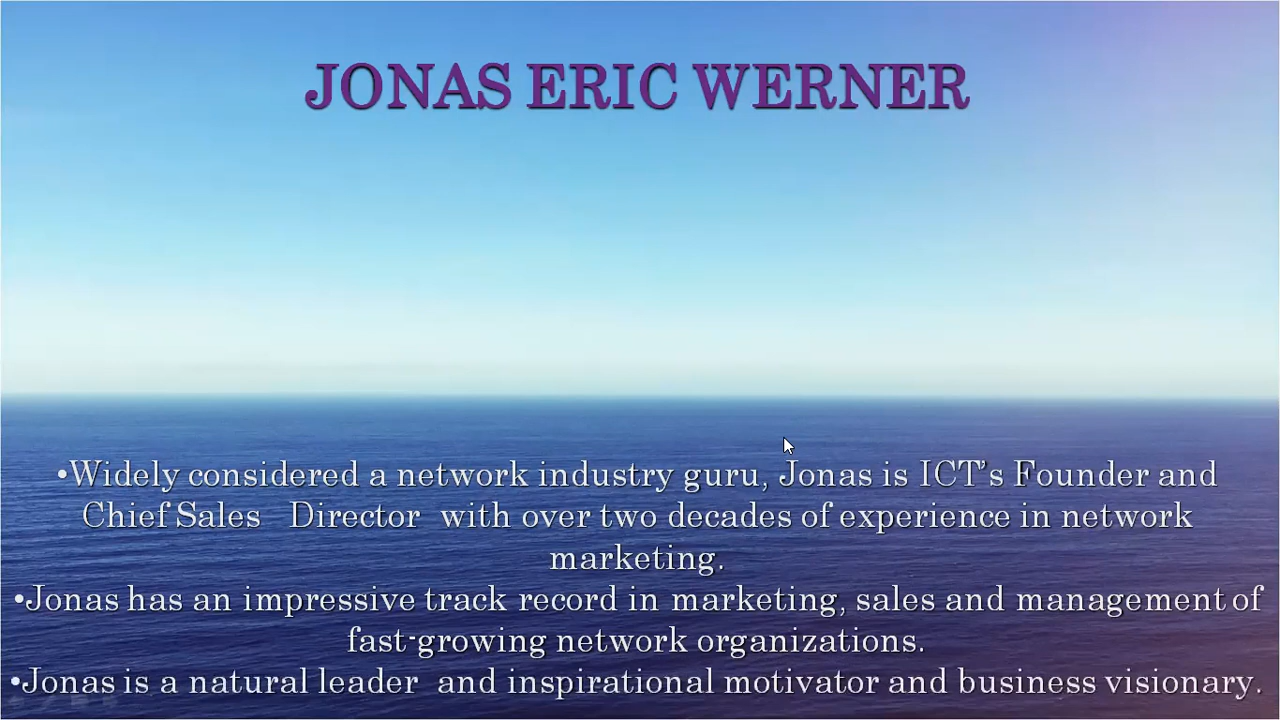 JONAS ERIC WERNER
•Widely considered a network industry guru, Jonas is ICT’s Founder and
Chief Sales   Director  with over two decades of experience in network
marketing.
•Jonas has an impressive track record in marketing, sales and management of
fast-growing network organizations.
•Jonas is a natural leader  and inspirational motivator and business visionary.